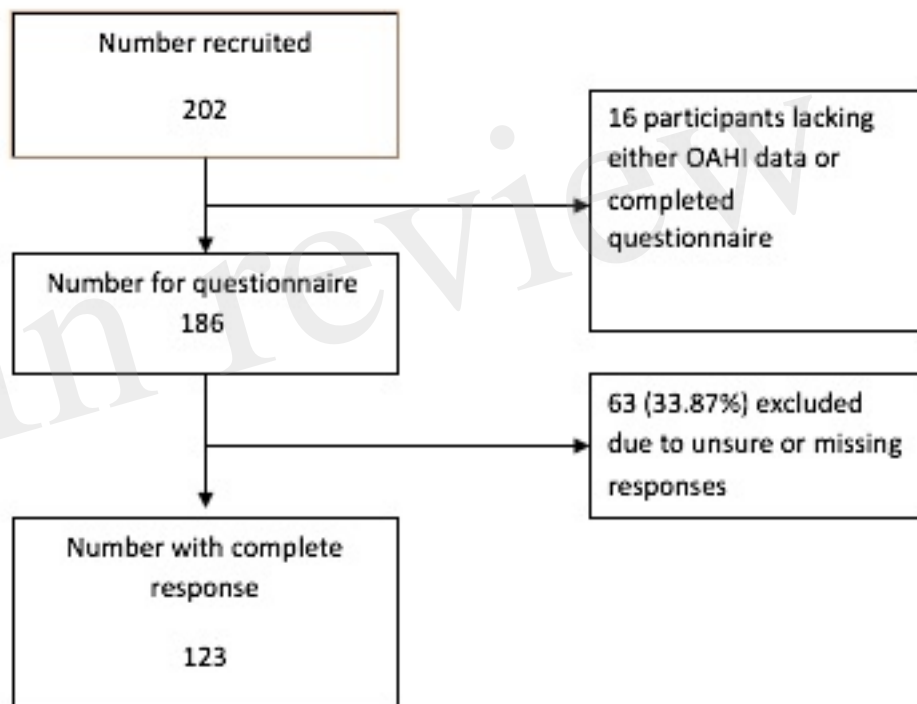 Number recruited
202
16 participants lacking
either OAHI data or
completed
questionnaire
Number for questionnaire
186
63 (33.87%) excluded
due to unsure or missing
responses
Number with complete
response
123
in review